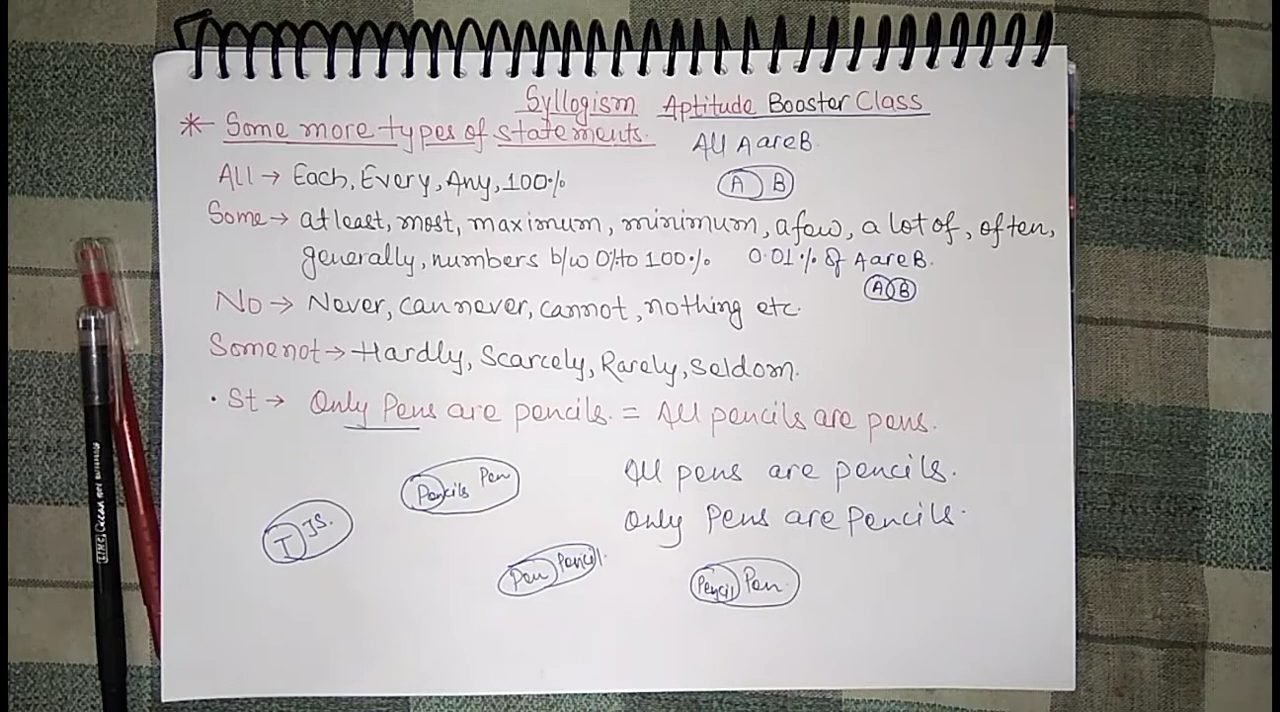 Syllogism Aptitude Booster Class
* Some more types of statements.
All A are B.
All → Each, Every, Any, 100%
A B
Some → atleast, most, maximum, minimum, a few, a lot of, often,
generally, numbers b/w 0% to 100%. 0.01% of A are B.
A B
No → Never, can never, cannot, nothing etc.
Some not → Hardly, Scarcely, Rarely, Seldom.
• St → Only Pens are pencils. = All pencils are pens.
Pencils Pen
All pens are pencils.
T JS.
Only Pens are pencils.
Pen Pencil.
Pencil Pen.
LINC Ocean